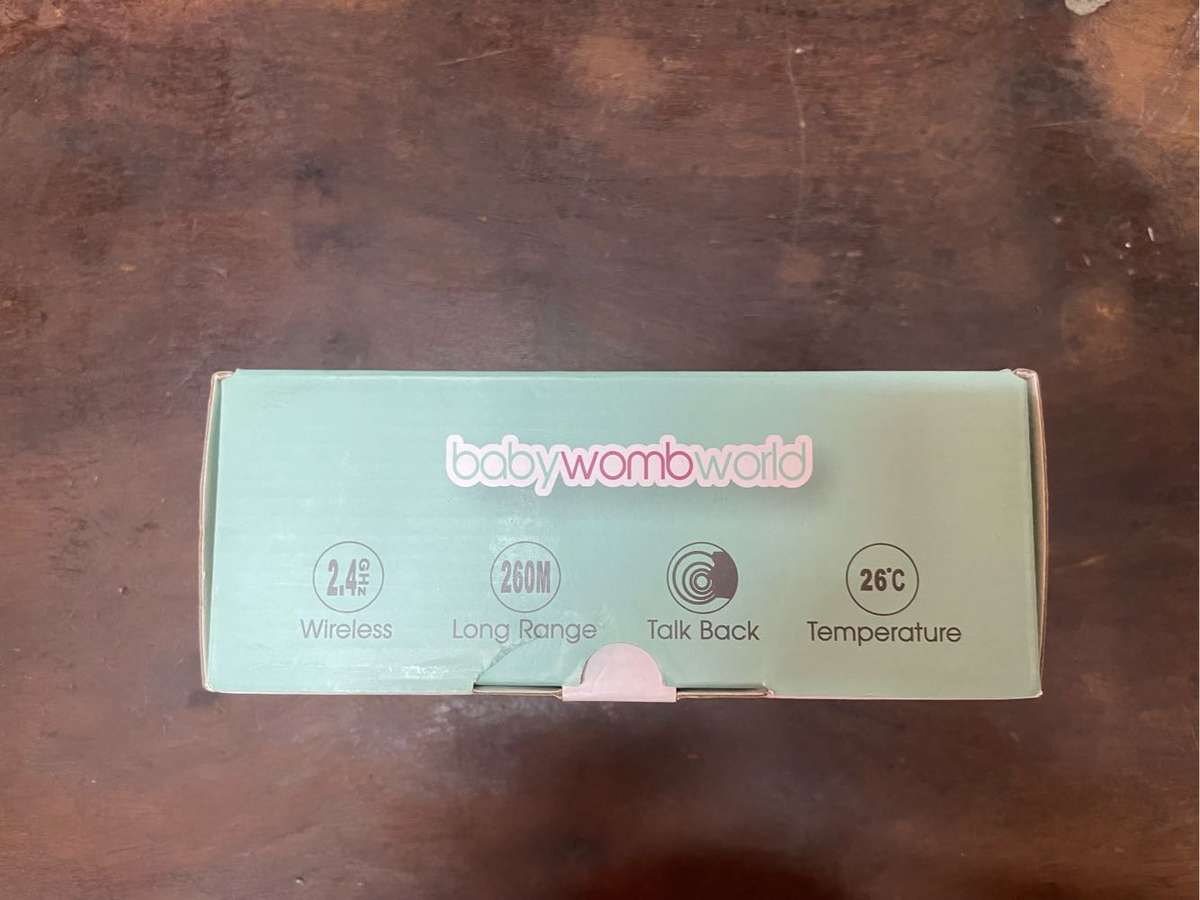 babywombworld
2.4GHz
260M
26°C
Wireless
Long Range
Talk Back
Temperature